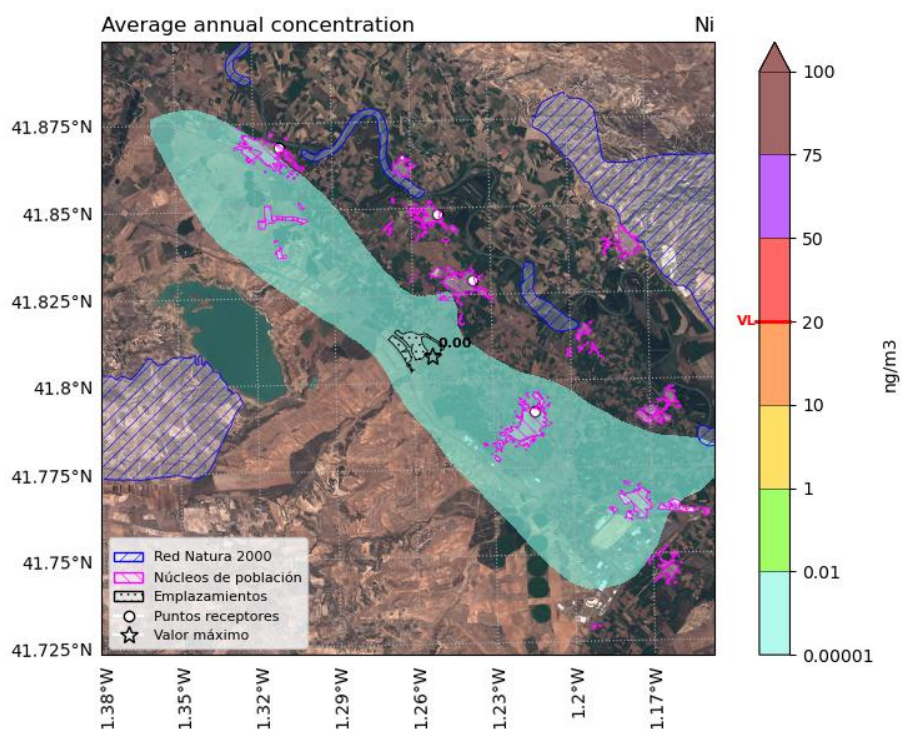 Average annual concentration Ni
100
75
50
VL
20
10
1
0.01
0.00001
ng/m3
41.875°N
41.85°N
41.825°N
41.8°N
41.775°N
41.75°N
41.725°N
0.00
Red Natura 2000
Núcleos de población
Emplazamientos
Puntos receptores
Valor máximo
1.38°W
1.35°W
1.32°W
1.29°W
1.26°W
1.23°W
1.2°W
1.17°W